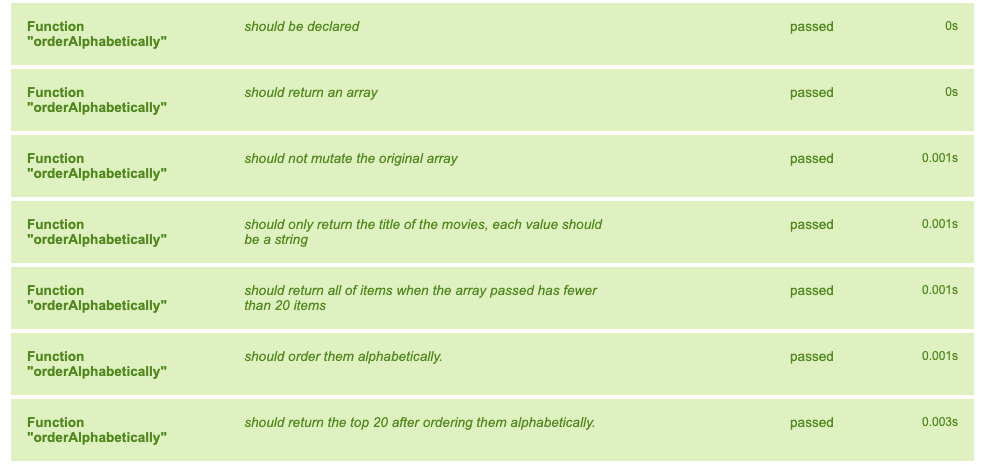 Function should be declared passed 0s
"orderAlphabetically"
Function should return an array passed 0s
"orderAlphabetically"
Function should not mutate the original array passed 0.001s
"orderAlphabetically"
Function should only return the title of the movies, each value should passed 0.001s
"orderAlphabetically" be a string
Function should return all of items when the array passed has fewer passed 0.001s
"orderAlphabetically" than 20 items
Function should order them alphabetically. passed 0.001s
"orderAlphabetically"
Function should return the top 20 after ordering them alphabetically. passed 0.003s
"orderAlphabetically"